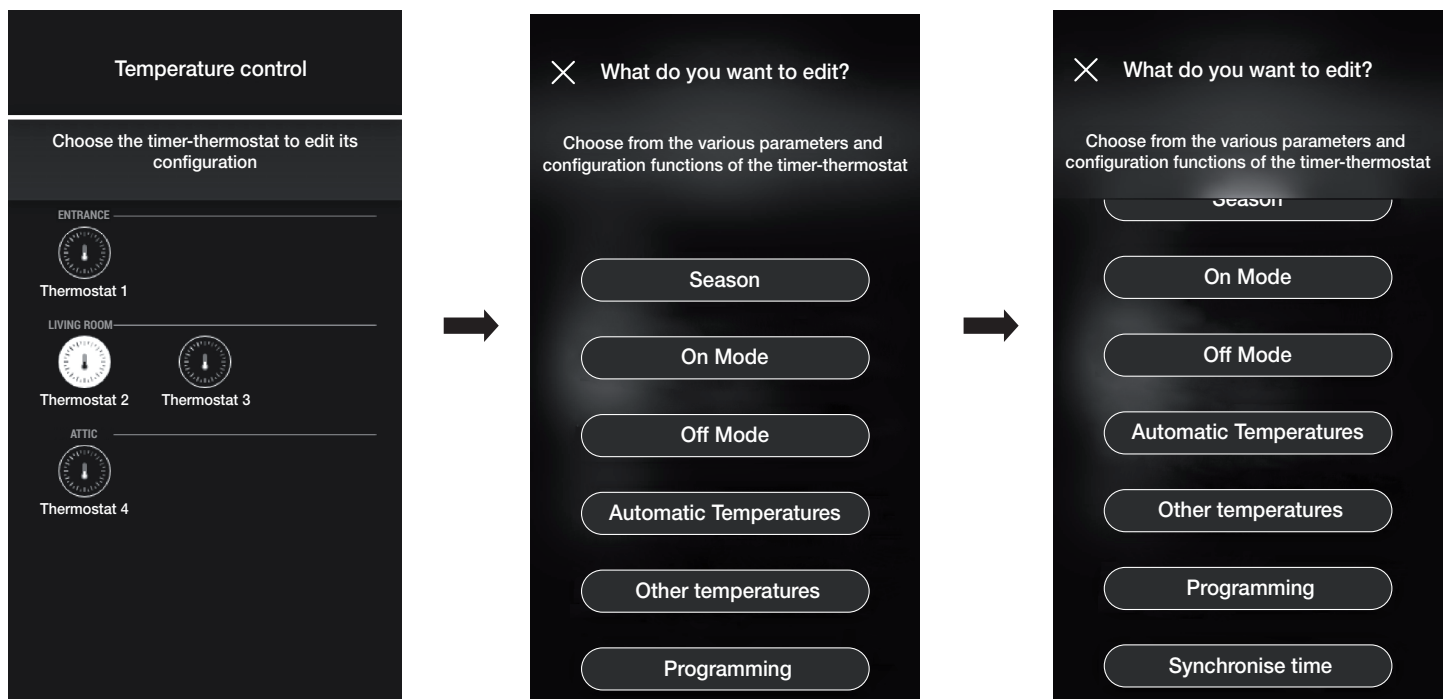 Temperature control
Choose the timer-thermostat to edit its
configuration
ENTRANCE
Thermostat 1
LIVING ROOM
Thermostat 2
Thermostat 3
ATTIC
Thermostat 4
What do you want to edit?
Choose from the various parameters and
configuration functions of the timer-thermostat
Season
On Mode
Off Mode
Automatic Temperatures
Other temperatures
Programming
What do you want to edit?
Choose from the various parameters and
configuration functions of the timer-thermostat
Season
On Mode
Off Mode
Automatic Temperatures
Other temperatures
Programming
Synchronise time